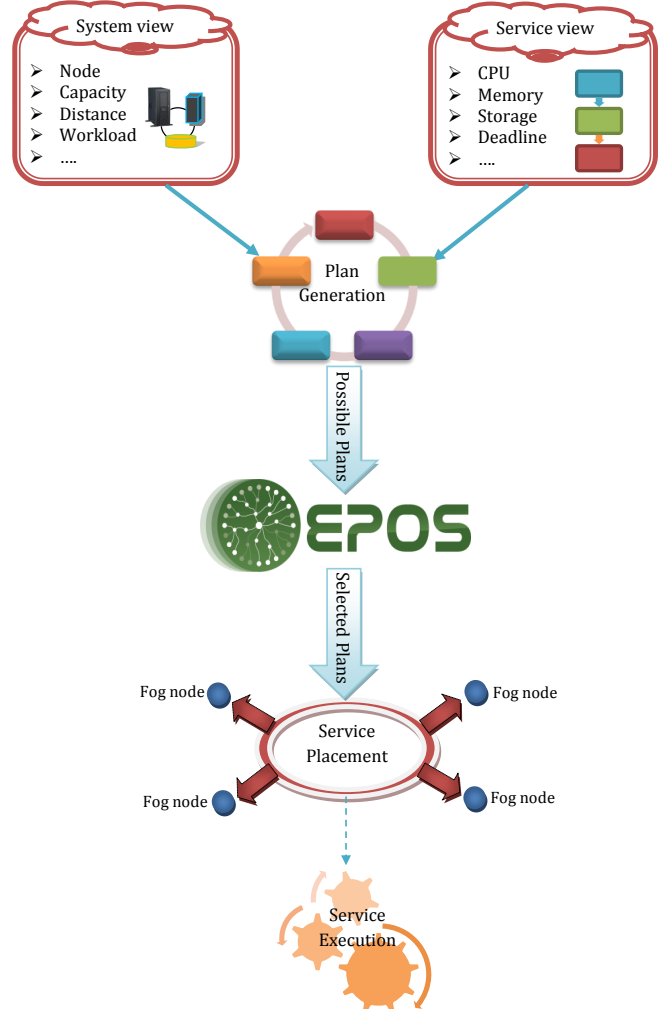 System view
➢ Node
➢ Capacity
➢ Distance
➢ Workload
➢ ....
Service view
➢ CPU
➢ Memory
➢ Storage
➢ Deadline
➢ ....
Plan
Generation
Possible Plans
EPOS
Selected Plans
Fog node
Fog node
Service
Placement
Fog node
Fog node
Service
Execution